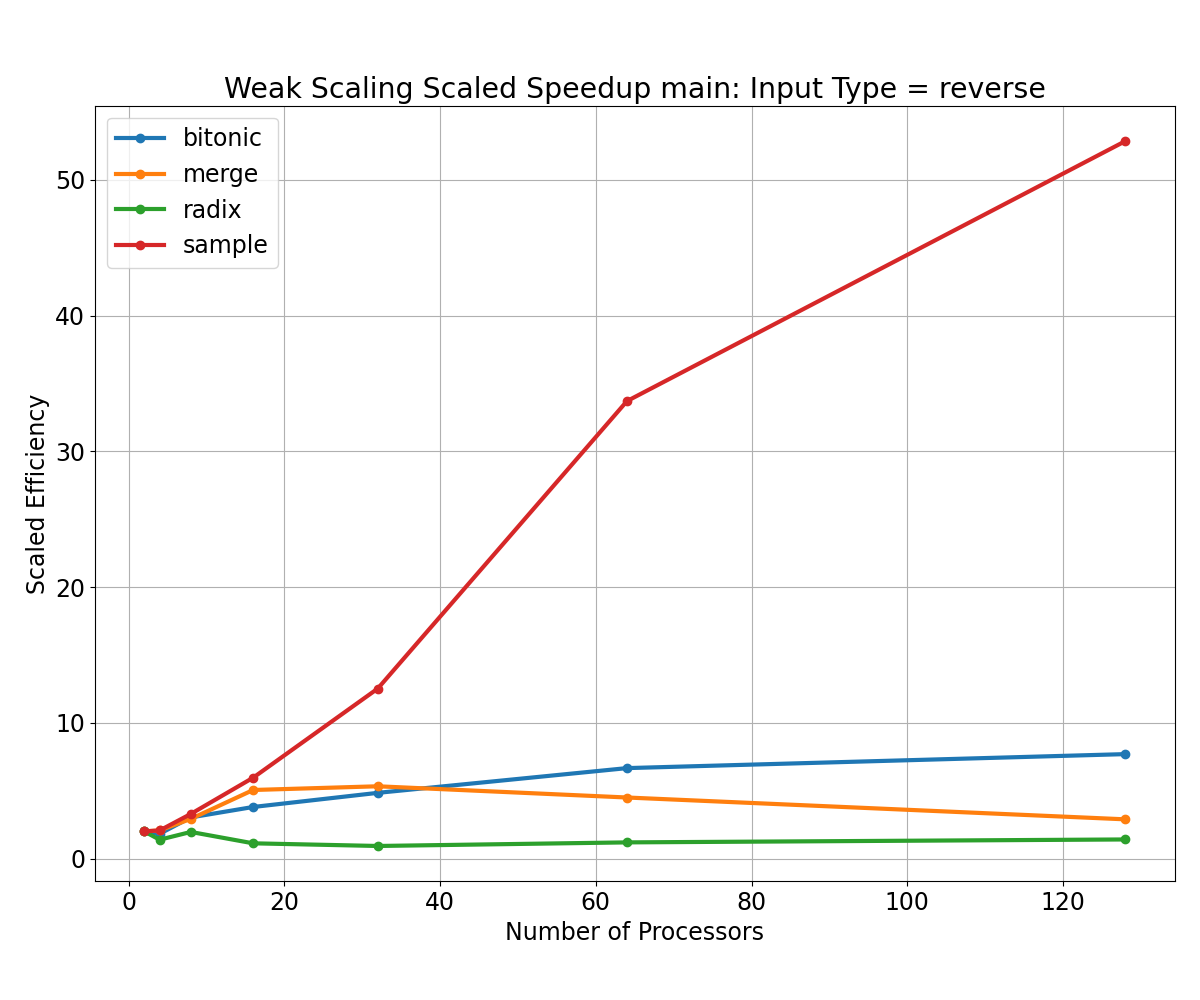 Weak Scaling Scaled Speedup main: Input Type = reverse
bitonic
merge
radix
sample
Scaled Efficiency
50
40
30
20
10
0
0 20 40 60 80 100 120
Number of Processors